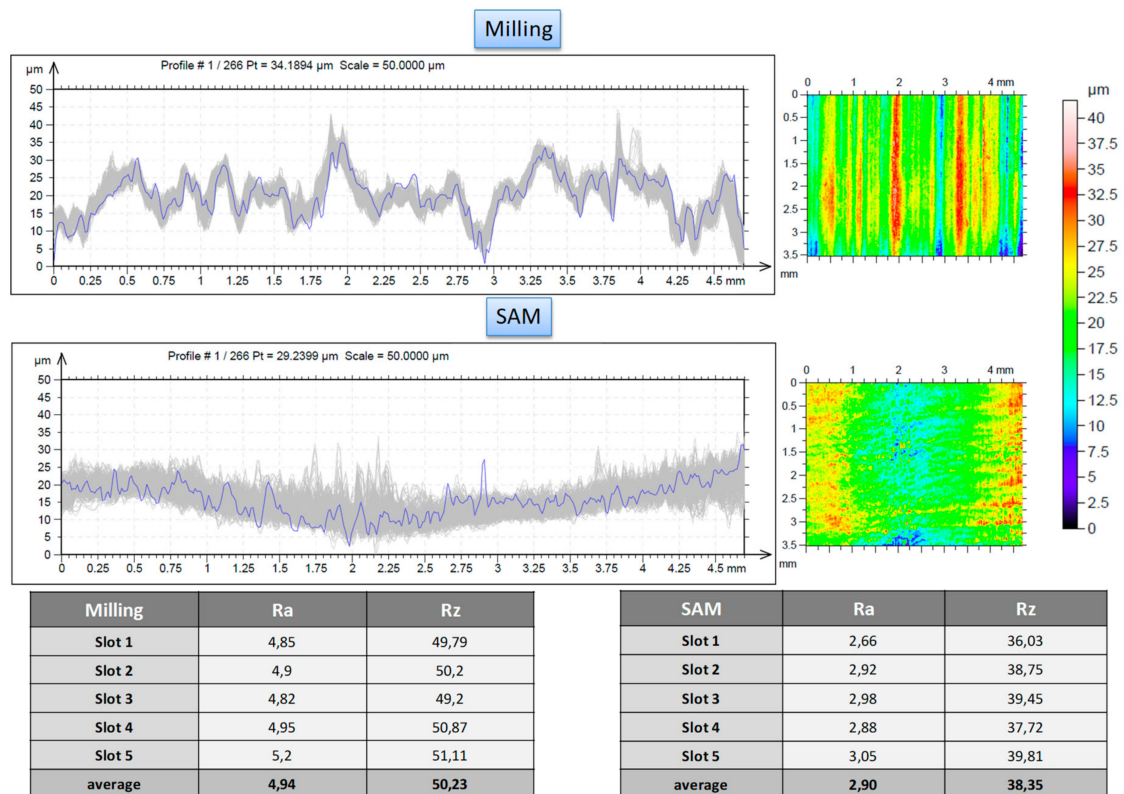 Milling
Profile # 1 / 266 Pt = 34.1894 µm Scale = 50.0000 µm
µm
50
45
40
35
30
25
20
15
10
5
0
0 0.25 0.5 0.75 1 1.25 1.5 1.75 2 2.25 2.5 2.75 3 3.25 3.5 3.75 4 4.25 4.5 mm
0 1 2 3 4 mm
0
0.5
1
1.5
2
2.5
3
3.5
mm
µm
40
37.5
35
32.5
30
27.5
25
22.5
20
17.5
15
12.5
10
7.5
5
2.5
0
SAM
Profile # 1 / 266 Pt = 29.2399 µm Scale = 50.0000 µm
µm
50
45
40
35
30
25
20
15
10
5
0
0 0.25 0.5 0.75 1 1.25 1.5 1.75 2 2.25 2.5 2.75 3 3.25 3.5 3.75 4 4.25 4.5 mm
0 1 2 3 4 mm
0
0.5
1
1.5
2
2.5
3
3.5
mm
Milling Ra Rz
Slot 1 4,85 49,79
Slot 2 4,9 50,2
Slot 3 4,82 49,2
Slot 4 4,95 50,87
Slot 5 5,2 51,11
average 4,94 50,23
SAM Ra Rz
Slot 1 2,66 36,03
Slot 2 2,92 38,75
Slot 3 2,98 39,45
Slot 4 2,88 37,72
Slot 5 3,05 39,81
average 2,90 38,35